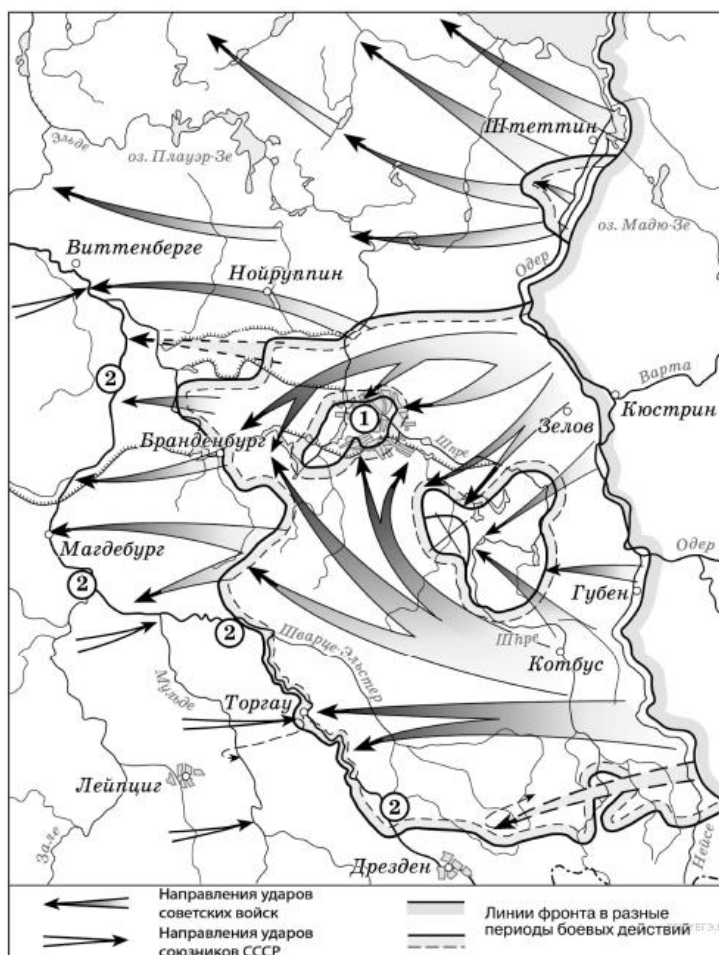 Штеттин
Эльде
оз. Плауэр-Зе
оз. Мадю-Зе
Виттенберге
Одер
Нойруппин
Варта
2
1
Кюстрин
Зелов
Бранденбург
Шпре
Магдебург
Одер
2
Губен
2
Шварце-Эльстер
Шпре
Котбус
Мульде
Торгау
Лейпциг
2
Зале
Дрезден
Нейсе
Направления ударов
советских войск
Направления ударов
союзников СССР
Линии фронта в разные
периоды боевых действий